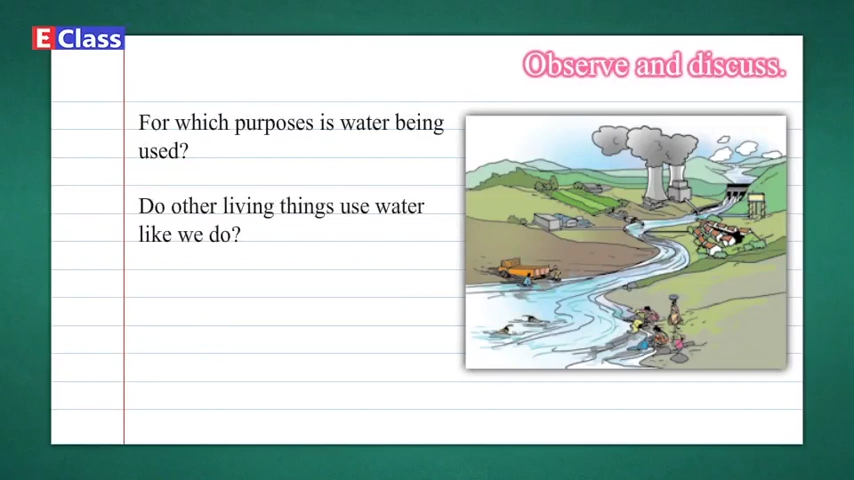 E Class
Observe and discuss.
For which purposes is water being
used?
Do other living things use water
like we do?